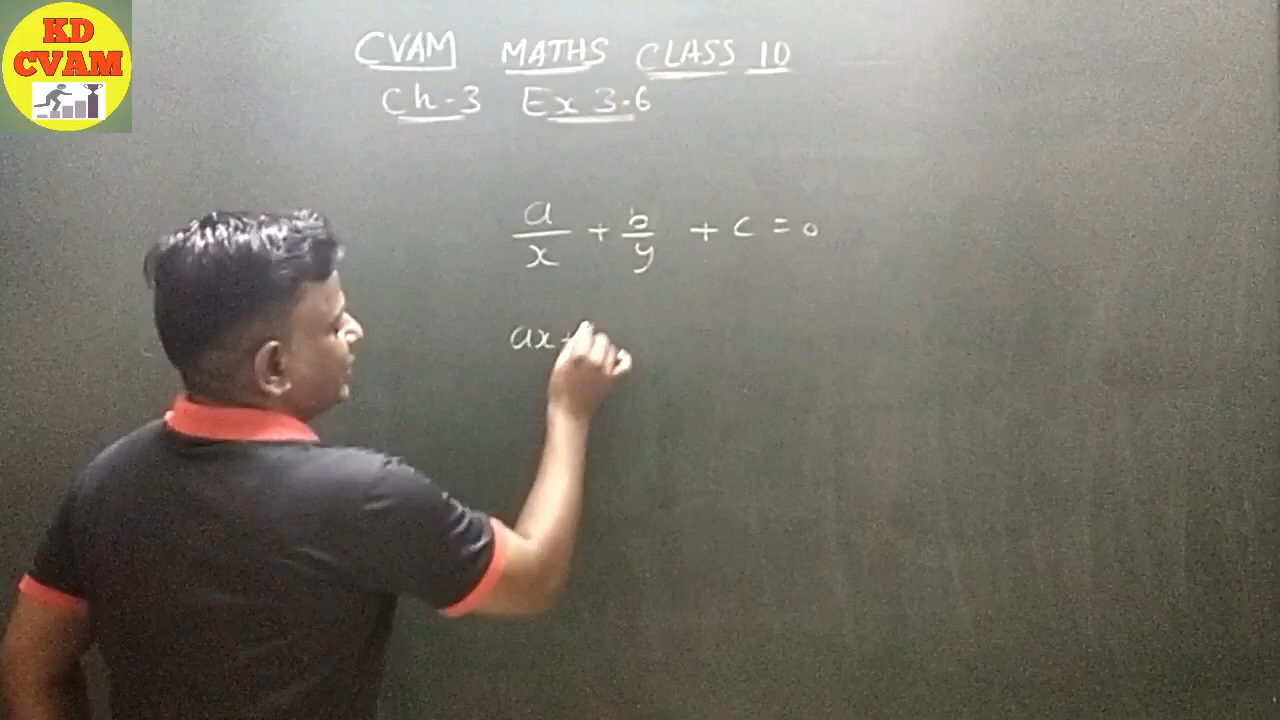 KD
CVAM
CVAM MATHS CLASS 10
Ch-3 Ex 3.6
a/x + b/y + c = 0
ax +